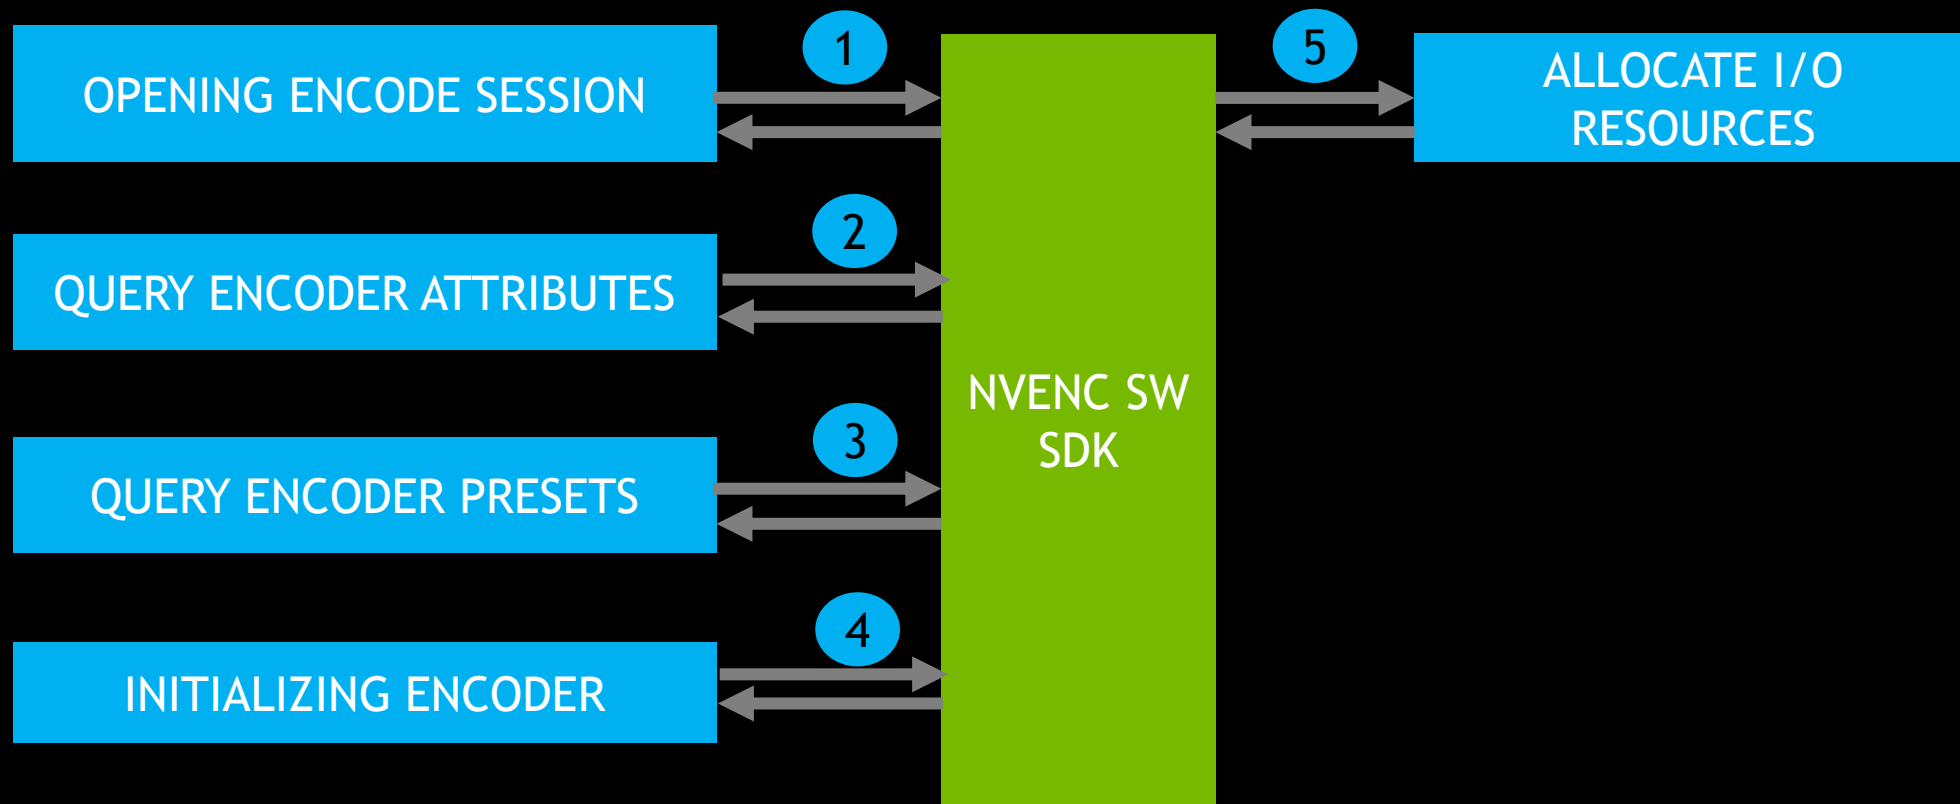 1
OPENING ENCODE SESSION
2
QUERY ENCODER ATTRIBUTES
3
QUERY ENCODER PRESETS
4
INITIALIZING ENCODER
NVENC SW
SDK
5
ALLOCATE I/O
RESOURCES